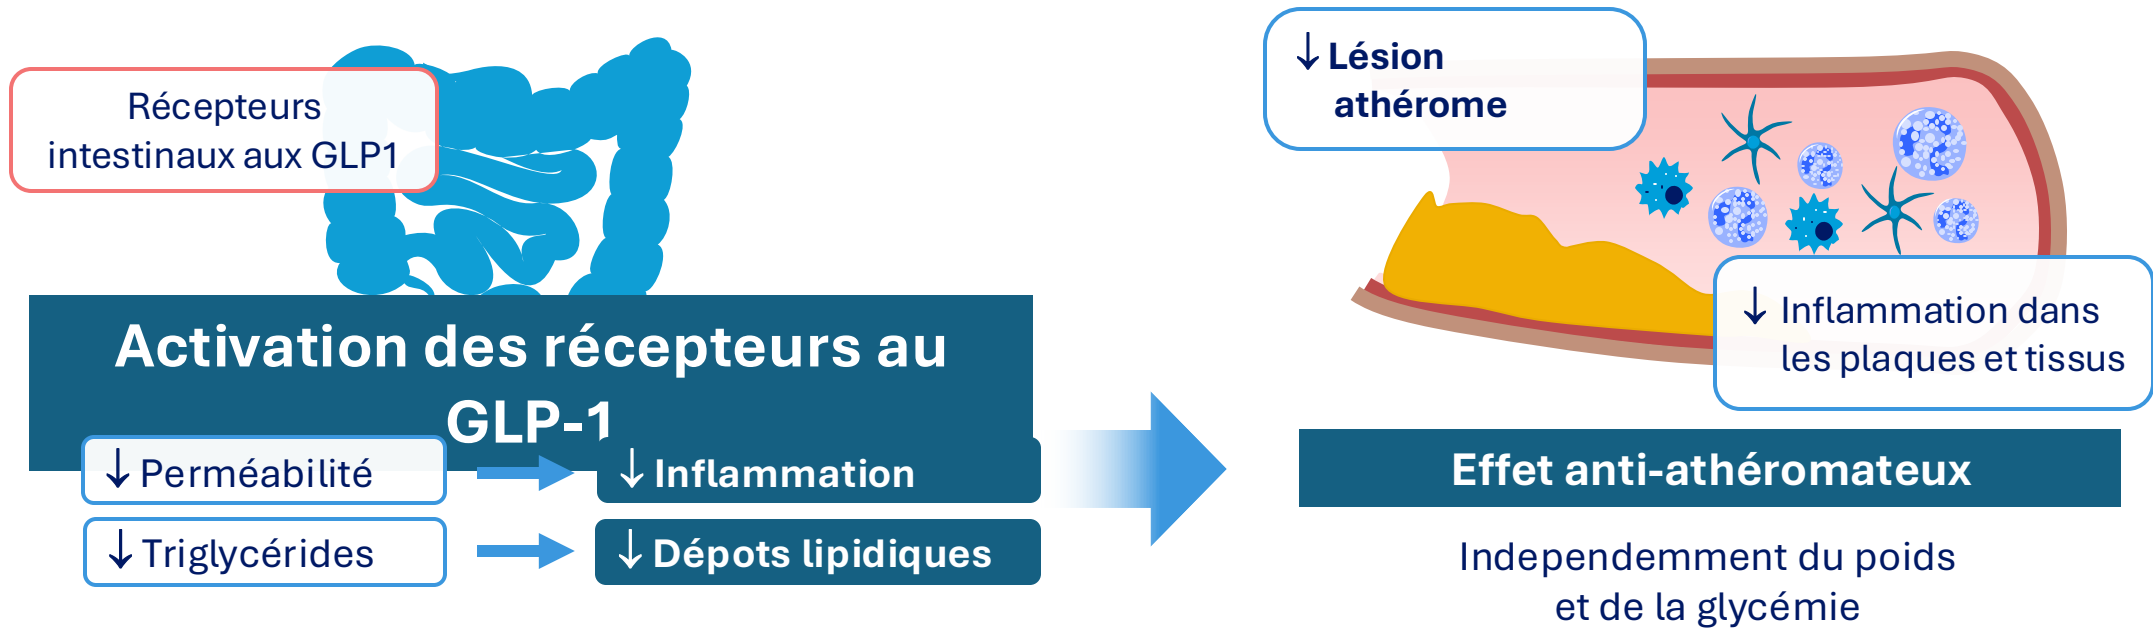 Récepteurs
intestinaux aux GLP1
Activation des récepteurs au
GLP-1
↓ Perméabilité
↓ Inflammation
↓ Triglycérides
↓ Dépots lipidiques
↓ Lésion
athérome
↓ Inflammation dans
les plaques et tissus
Effet anti-athéromateux
Independemment du poids
et de la glycémie